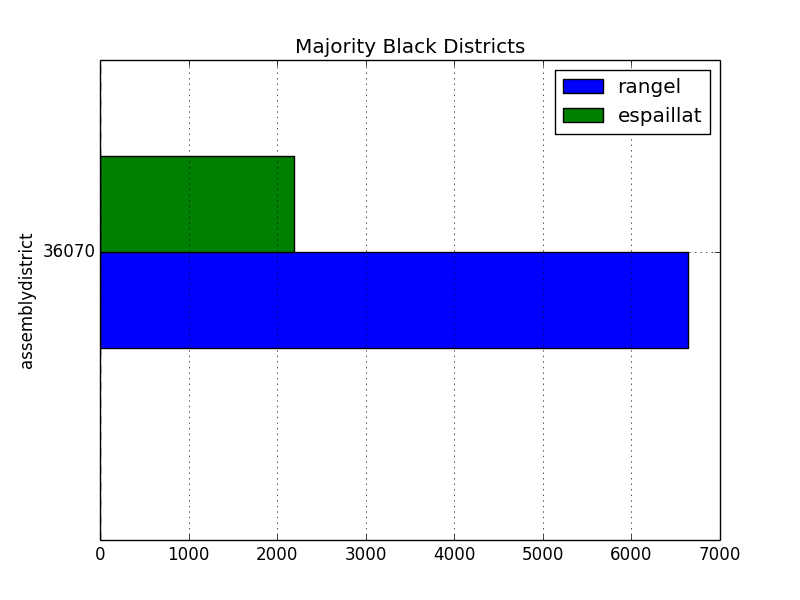 Majority Black Districts
rangel
espaillat
assemblydistrict
36070
0 1000 2000 3000 4000 5000 6000 7000